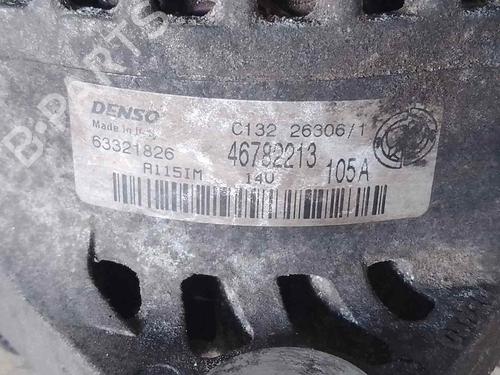 B-PARTS
DENSO
Made in
C132 26306/1
63321826
46782213
A115IM
14V
105A